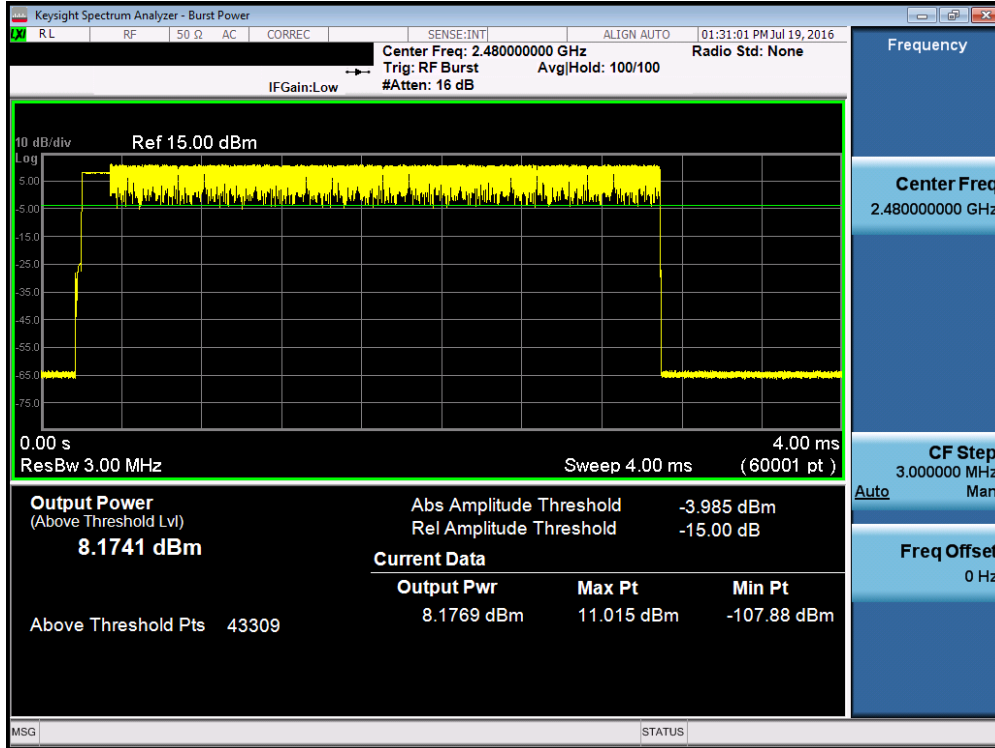 Keysight Spectrum Analyzer - Burst Power
LXI RL RF 50 Ω AC CORREC SENSE:INT ALIGN AUTO 01:31:01 PM Jul 19, 2016
Center Freq: 2.480000000 GHz Radio Std: None
Trig: RF Burst Avg|Hold: 100/100
IFGain:Low #Atten: 16 dB
10 dB/div Ref 15.00 dBm
Log
5.00
-5.00
-15.0
-25.0
-35.0
-45.0
-55.0
-65.0
-75.0
0.00 s 4.00 ms
ResBw 3.00 MHz Sweep 4.00 ms (60001 pt)
Output Power
(Above Threshold Lvl)
8.1741 dBm
Above Threshold Pts 43309
Abs Amplitude Threshold -3.985 dBm
Rel Amplitude Threshold -15.00 dB
Current Data
Output Pwr Max Pt Min Pt
8.1769 dBm 11.015 dBm -107.88 dBm
Frequency
Center Freq
2.480000000 GHz
CF Step
3.000000 MHz
Auto Man
Freq Offset
0 Hz
MSG STATUS